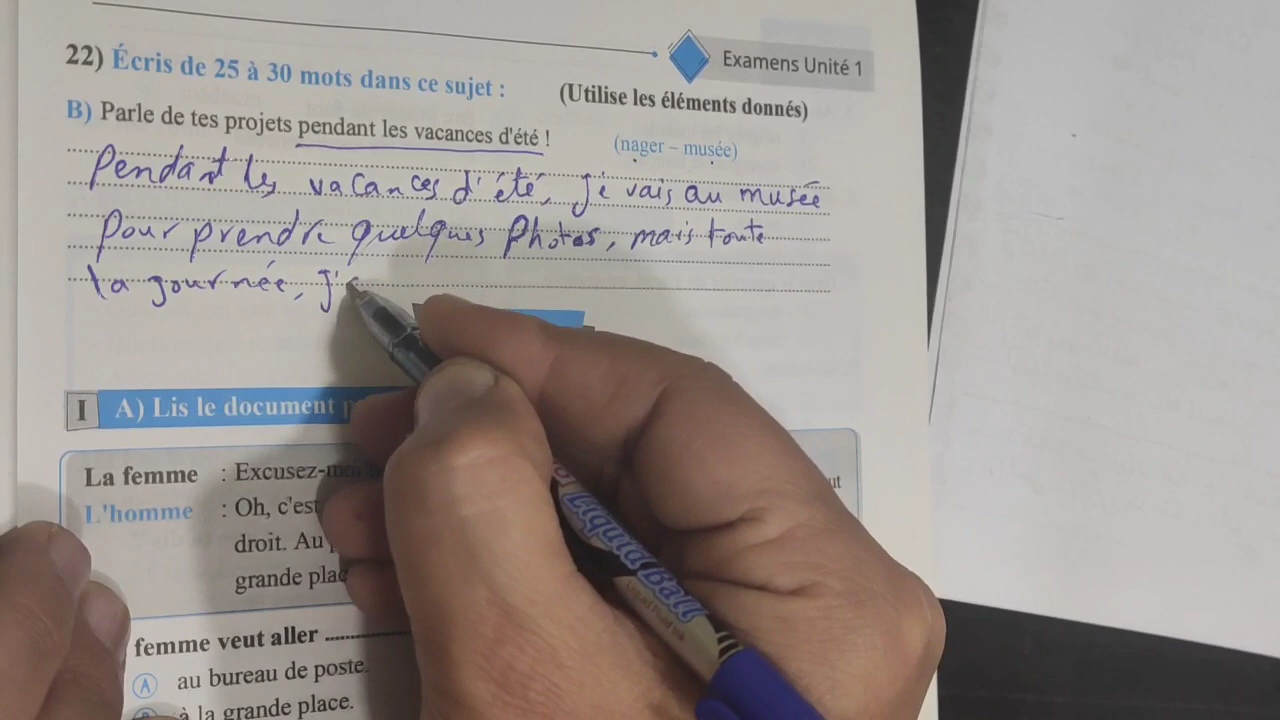 Examens Unité 1
22) Écris de 25 à 30 mots dans ce sujet :
(Utilise les éléments donnés)
B) Parle de tes projets pendant les vacances d'été !
(nager – musée)
Pendant les vacances d'été, je vais au musée
pour prendre quelques photos, mais toute
la journée, j'
I A) Lis le document
La femme : Excusez-moi
L'homme : Oh, c'est
droit. Au
grande plac
femme veut aller
A au bureau de poste.
à la grande place.
Liquid Ball